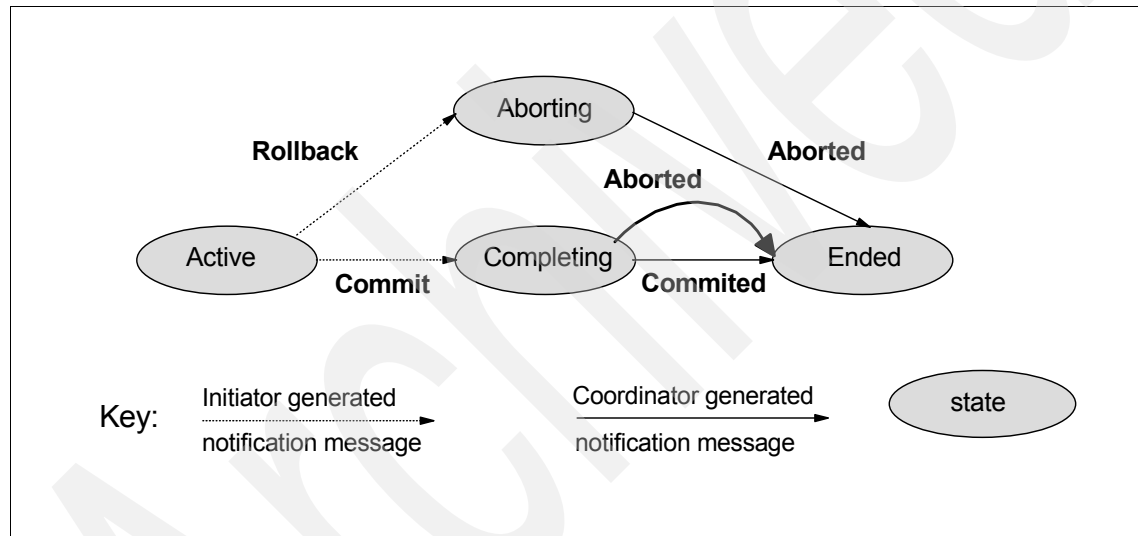 Aborting
Rollback
Aborted
Aborted
Active
Completing
Ended
Commit
Commited
Key:
Initiator generated
notification message
Coordinator generated
notification message
state